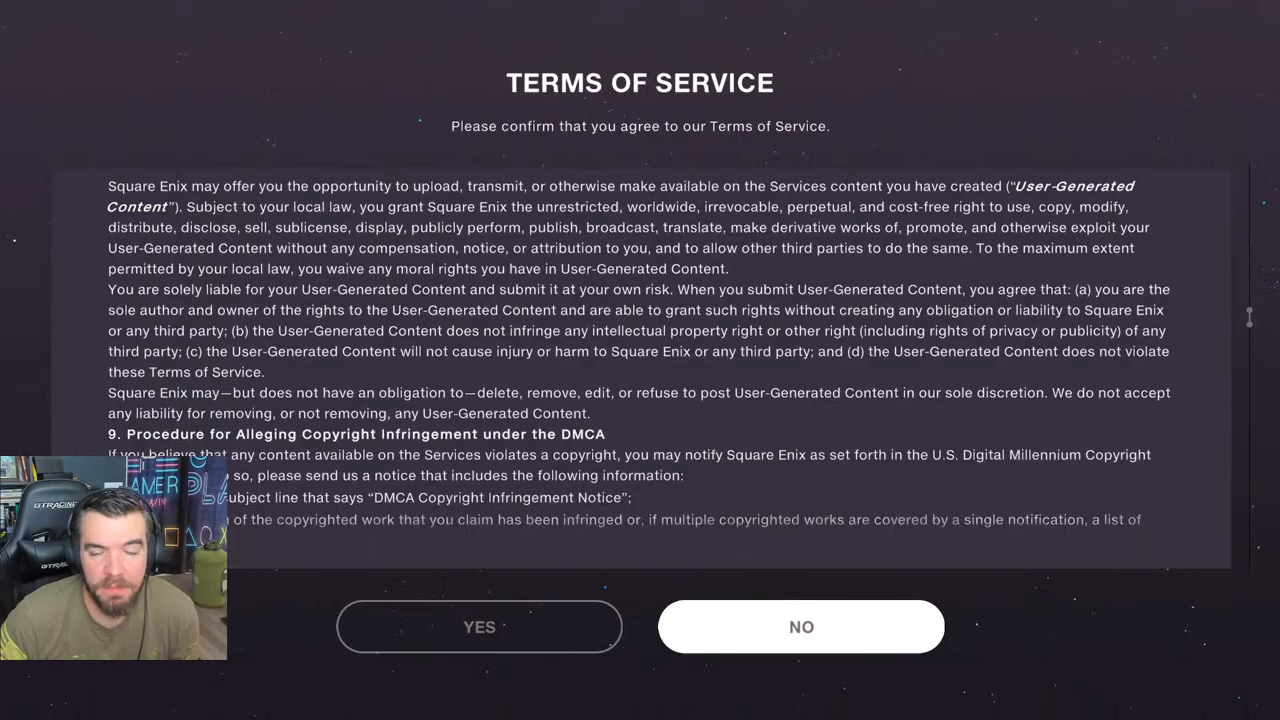 TERMS OF SERVICE
Please confirm that you agree to our Terms of Service.
Square Enix may offer you the opportunity to upload, transmit, or otherwise make available on the Services content you have created (“User-Generated
Content”). Subject to your local law, you grant Square Enix the unrestricted, worldwide, irrevocable, perpetual, and cost-free right to use, copy, modify,
distribute, disclose, sell, sublicense, display, publicly perform, publish, broadcast, translate, make derivative works of, promote, and otherwise exploit your
User-Generated Content without any compensation, notice, or attribution to you, and to allow other third parties to do the same. To the maximum extent
permitted by your local law, you waive any moral rights you have in User-Generated Content.
You are solely liable for your User-Generated Content and submit it at your own risk. When you submit User-Generated Content, you agree that: (a) you are the
sole author and owner of the rights to the User-Generated Content and are able to grant such rights without creating any obligation or liability to Square Enix
or any third party; (b) the User-Generated Content does not infringe any intellectual property right or other right (including rights of privacy or publicity) of any
third party; (c) the User-Generated Content will not cause injury or harm to Square Enix or any third party; and (d) the User-Generated Content does not violate
these Terms of Service.
Square Enix may—but does not have an obligation to—delete, remove, edit, or refuse to post User-Generated Content in our sole discretion. We do not accept
any liability for removing, or not removing, any User-Generated Content.
9. Procedure for Alleging Copyright Infringement under the DMCA
If you believe that any content available on the Services violates a copyright, you may notify Square Enix as set forth in the U.S. Digital Millennium Copyright
so, please send us a notice that includes the following information:
ubject line that says “DMCA Copyright Infringement Notice”;
of the copyrighted work that you claim has been infringed or, if multiple copyrighted works are covered by a single notification, a list of
GTRACING
AMER
PLA
YES
NO